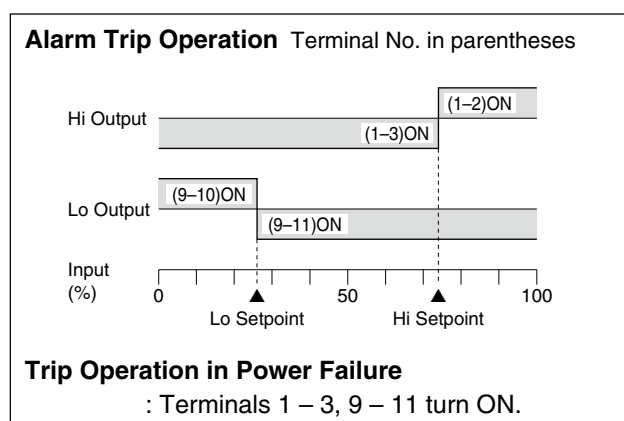 Alarm Trip Operation Terminal No. in parentheses
(1–2)ON
Hi Output
(1–3)ON
(9–10)ON
Lo Output
(9–11)ON
Input
(%)
0 50 100
Lo Setpoint Hi Setpoint
Trip Operation in Power Failure
: Terminals 1 – 3, 9 – 11 turn ON.